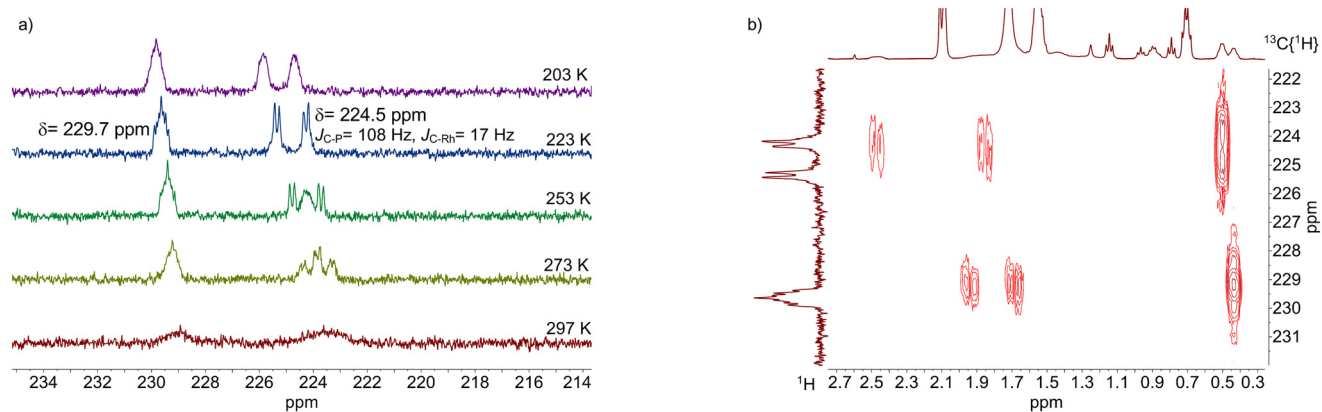 a)
203 K
δ= 229.7 ppm
δ= 224.5 ppm
J_C-P= 108 Hz, J_C-Rh= 17 Hz
223 K
253 K
273 K
297 K
234 232 230 228 226 224 222 220 218 216 214
ppm
b)
¹³C{¹H}
222
223
224
225
226
227
228
229
230
231
ppm
¹H
2.7 2.5 2.3 2.1 1.9 1.7 1.5 1.3 1.1 0.9 0.7 0.5 0.3
ppm